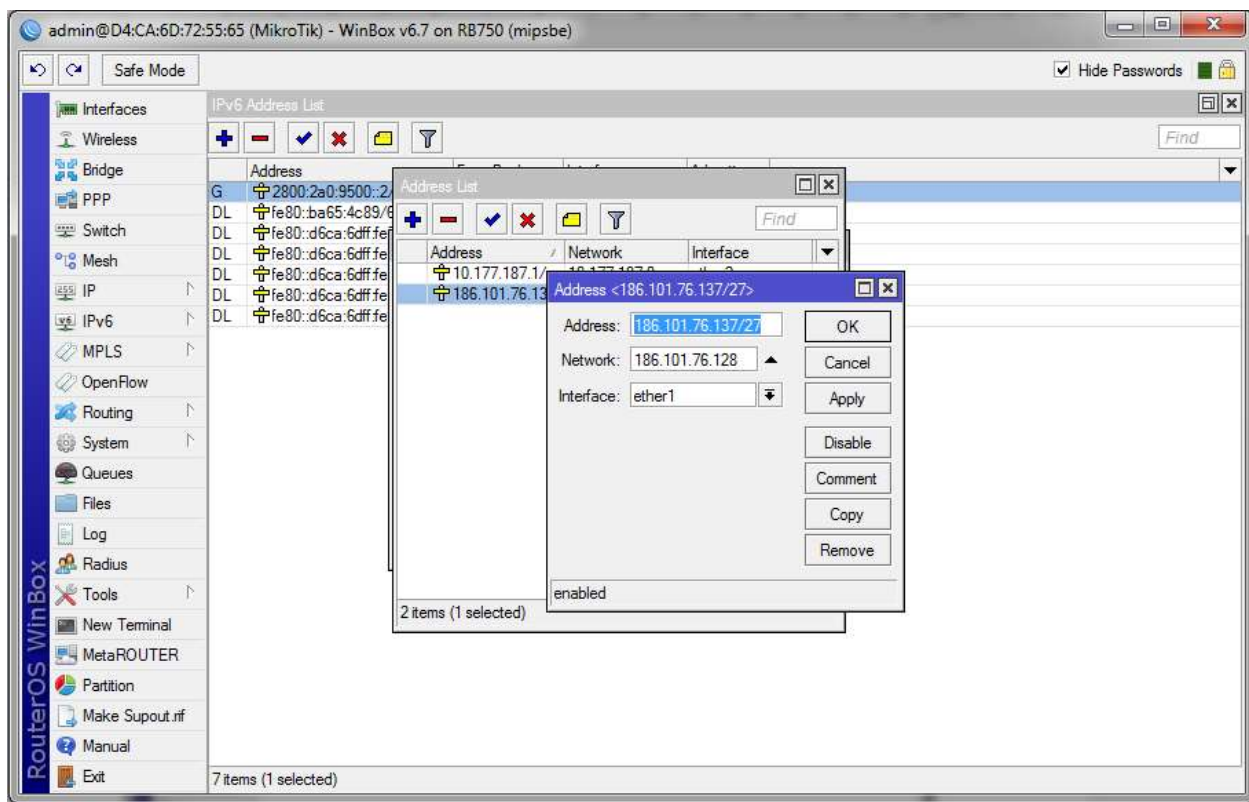 admin@D4:CA:6D:72:55:65 (MikroTik) - WinBox v6.7 on RB750 (mipsbe)
Safe Mode
Hide Passwords
RouterOS WinBox
Interfaces
Wireless
Bridge
PPP
Switch
Mesh
IP
IPv6
MPLS
OpenFlow
Routing
System
Queues
Files
Log
Radius
Tools
New Terminal
MetaROUTER
Partition
Make Supout.rif
Manual
Exit
IPv6 Address List
Find
Address
G 2800:2a0:9500::2/
DL fe80::ba65:4c89/6
DL fe80::d6ca:6dff:fe
DL fe80::d6ca:6dff:fe
DL fe80::d6ca:6dff:fe
DL fe80::d6ca:6dff:fe
DL fe80::d6ca:6dff:fe
7 items (1 selected)
Address List
Find
Address Network Interface
10.177.187.1/
186.101.76.13
2 items (1 selected)
Address <186.101.76.137/27>
Address: 186.101.76.137/27
Network: 186.101.76.128
Interface: ether1
OK
Cancel
Apply
Disable
Comment
Copy
Remove
enabled